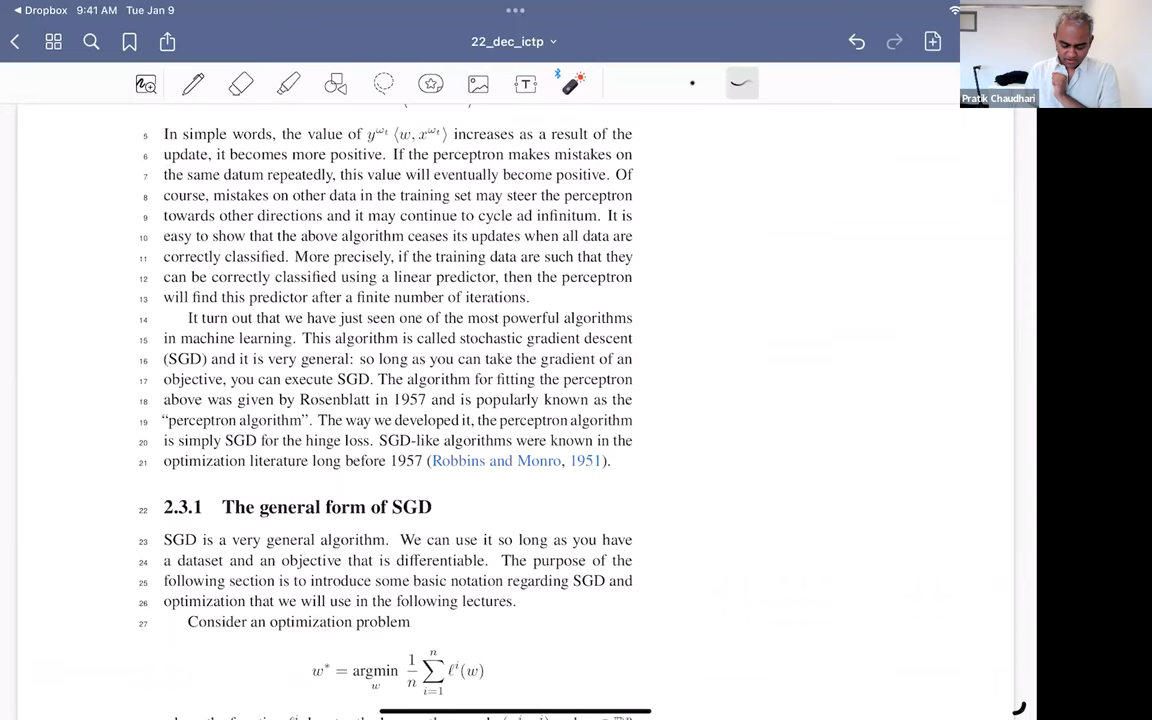 Dropbox 9:41 AM Tue Jan 9
22_dec_ictp
T
Pratik Chaudhari
5 In simple words, the value of y^{ω_t} ⟨w, x^{ω_t}⟩ increases as a result of the
6 update, it becomes more positive. If the perceptron makes mistakes on
7 the same datum repeatedly, this value will eventually become positive. Of
8 course, mistakes on other data in the training set may steer the perceptron
9 towards other directions and it may continue to cycle ad infinitum. It is
10 easy to show that the above algorithm ceases its updates when all data are
11 correctly classified. More precisely, if the training data are such that they
12 can be correctly classified using a linear predictor, then the perceptron
13 will find this predictor after a finite number of iterations.
14 It turn out that we have just seen one of the most powerful algorithms
15 in machine learning. This algorithm is called stochastic gradient descent
16 (SGD) and it is very general: so long as you can take the gradient of an
17 objective, you can execute SGD. The algorithm for fitting the perceptron
18 above was given by Rosenblatt in 1957 and is popularly known as the
19 “perceptron algorithm”. The way we developed it, the perceptron algorithm
20 is simply SGD for the hinge loss. SGD-like algorithms were known in the
21 optimization literature long before 1957 (Robbins and Monro, 1951).
22 2.3.1 The general form of SGD
23 SGD is a very general algorithm. We can use it so long as you have
24 a dataset and an objective that is differentiable. The purpose of the
25 following section is to introduce some basic notation regarding SGD and
26 optimization that we will use in the following lectures.
27 Consider an optimization problem
w* = argmin_w 1/n ∑_{i=1}^{n} ℓ^i(w)